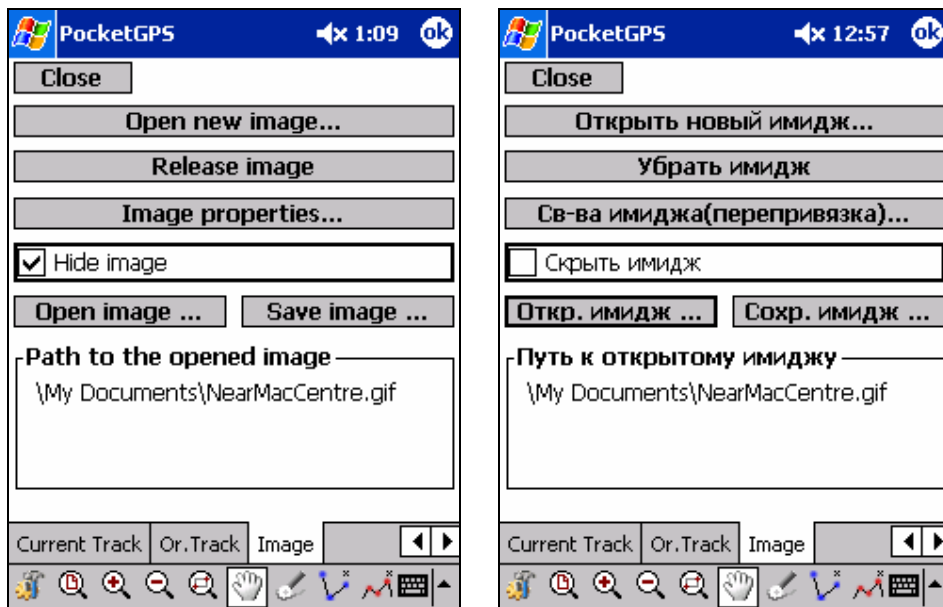 PocketGPS 1:09 ok
Close
Open new image...
Release image
Image properties...
Hide image
Open image ... Save image ...
Path to the opened image
\My Documents\NearMacCentre.gif
Current Track Or.Track Image
PocketGPS 12:57 ok
Close
Открыть новый имидж...
Убрать имидж
Св-ва имиджа(перепривязка)...
Скрыть имидж
Откр. имидж ... Сохр. имидж ...
Путь к открытому имиджу
\My Documents\NearMacCentre.gif
Current Track Or.Track Image